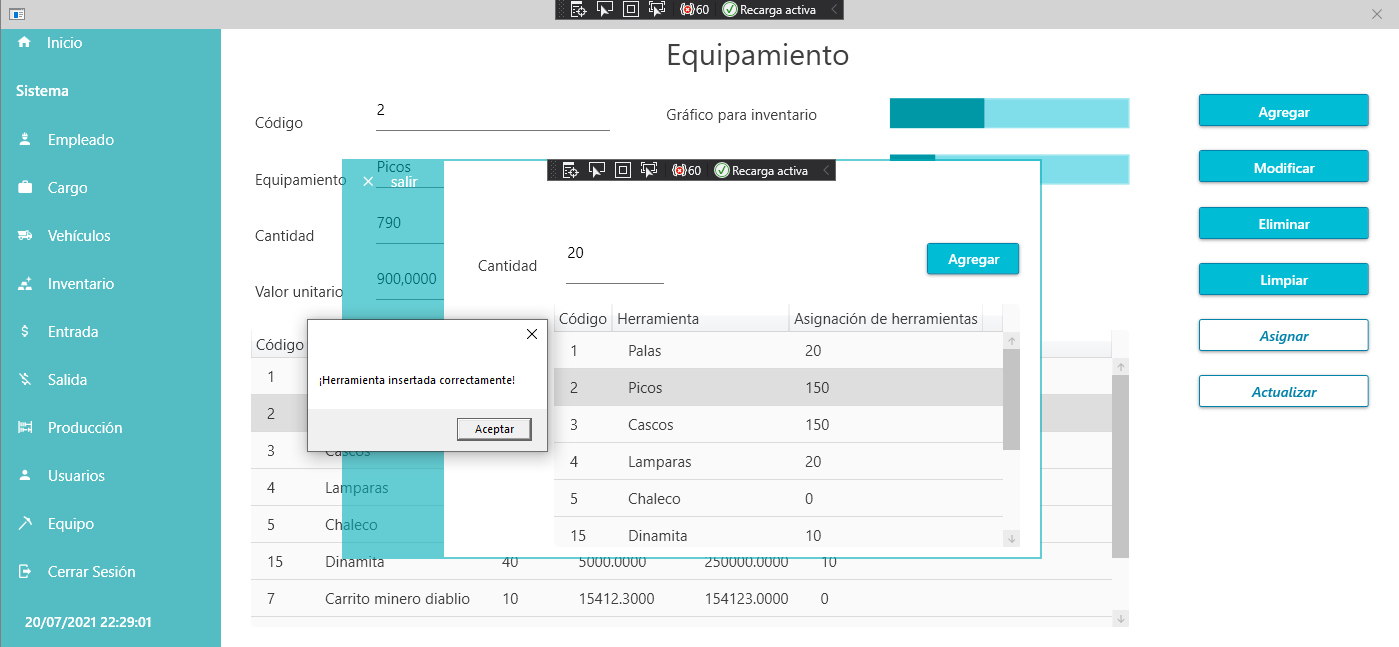 60 Recarga activa
Inicio
Sistema
Empleado
Cargo
Vehículos
Inventario
Entrada
Salida
Producción
Usuarios
Equipo
Cerrar Sesión
20/07/2021 22:29:01
Equipamiento
Código 2
Gráfico para inventario
Equipamiento Picos
Cantidad 790
Valor unitario 900,0000
Agregar
Modificar
Eliminar
Limpiar
Asignar
Actualizar
60 Recarga activa
salir
Cantidad 20
Agregar
Código Herramienta Asignación de herramientas
1 Palas 20
2 Picos 150
3 Cascos 150
4 Lamparas 20
5 Chaleco 0
15 Dinamita 10
¡Herramienta insertada correctamente!
Aceptar
Código
1
2
3 Cascos
4 Lamparas
5 Chaleco
15 Dinamita 40 5000.0000 250000.0000 10
7 Carrito minero diablio 10 15412.3000 154123.0000 0